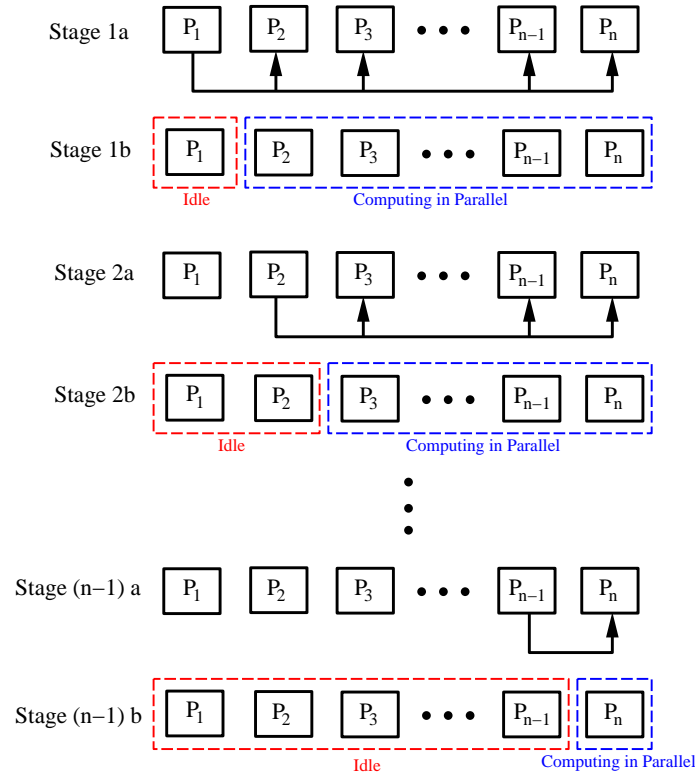 Stage 1a P1 P2 P3 • • • Pn−1 Pn
Stage 1b P1 P2 P3 • • • Pn−1 Pn
Idle Computing in Parallel
Stage 2a P1 P2 P3 • • • Pn−1 Pn
Stage 2b P1 P2 P3 • • • Pn−1 Pn
Idle Computing in Parallel
Stage (n−1) a P1 P2 P3 • • • Pn−1 Pn
Stage (n−1) b P1 P2 P3 • • • Pn−1 Pn
Idle Computing in Parallel